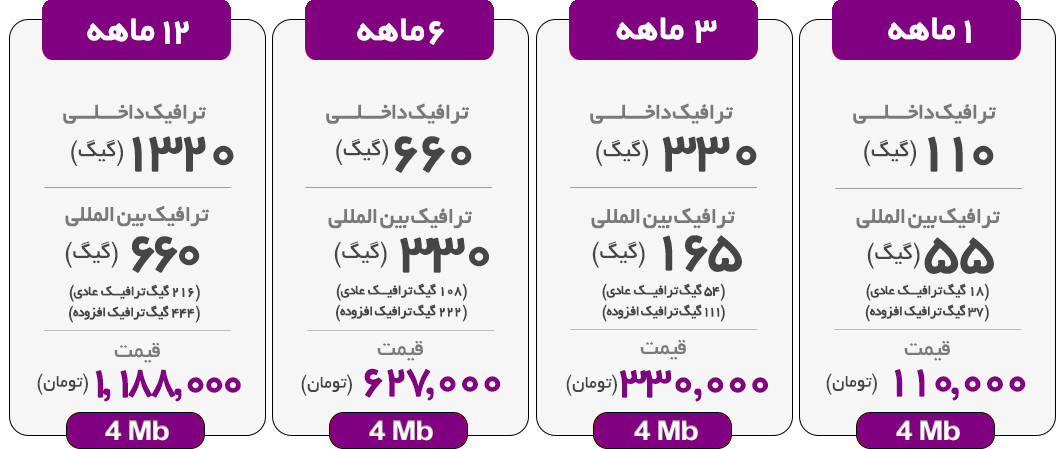 ۱ ماهه
ترافیک داخلی
۱۱۰ (گیگ)
ترافیک بین المللی
۵۵ (گیگ)
(۱۸ گیگ ترافیک عادی)
(۳۷ گیگ ترافیک افزوده)
قیمت
۱۱۰,۰۰۰ (تومان)
4 Mb
۳ ماهه
ترافیک داخلی
۳۳۰ (گیگ)
ترافیک بین المللی
۱۶۵ (گیگ)
(۵۴ گیگ ترافیک عادی)
(۱۱۱ گیگ ترافیک افزوده)
قیمت
۳۳۰,۰۰۰ (تومان)
4 Mb
۶ ماهه
ترافیک داخلی
۶۶۰ (گیگ)
ترافیک بین المللی
۳۳۰ (گیگ)
(۱۰۸ گیگ ترافیک عادی)
(۲۲۲ گیگ ترافیک افزوده)
قیمت
۶۲۷,۰۰۰ (تومان)
4 Mb
۱۲ ماهه
ترافیک داخلی
۱۳۲۰ (گیگ)
ترافیک بین المللی
۶۶۰ (گیگ)
(۲۱۶ گیگ ترافیک عادی)
(۴۴۴ گیگ ترافیک افزوده)
قیمت
۱,۱۸۸,۰۰۰ (تومان)
4 Mb